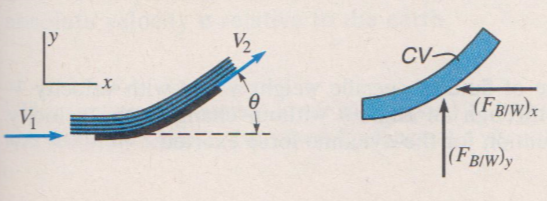 y
x
V1
V2
θ
CV
(FB/W)x
(FB/W)y